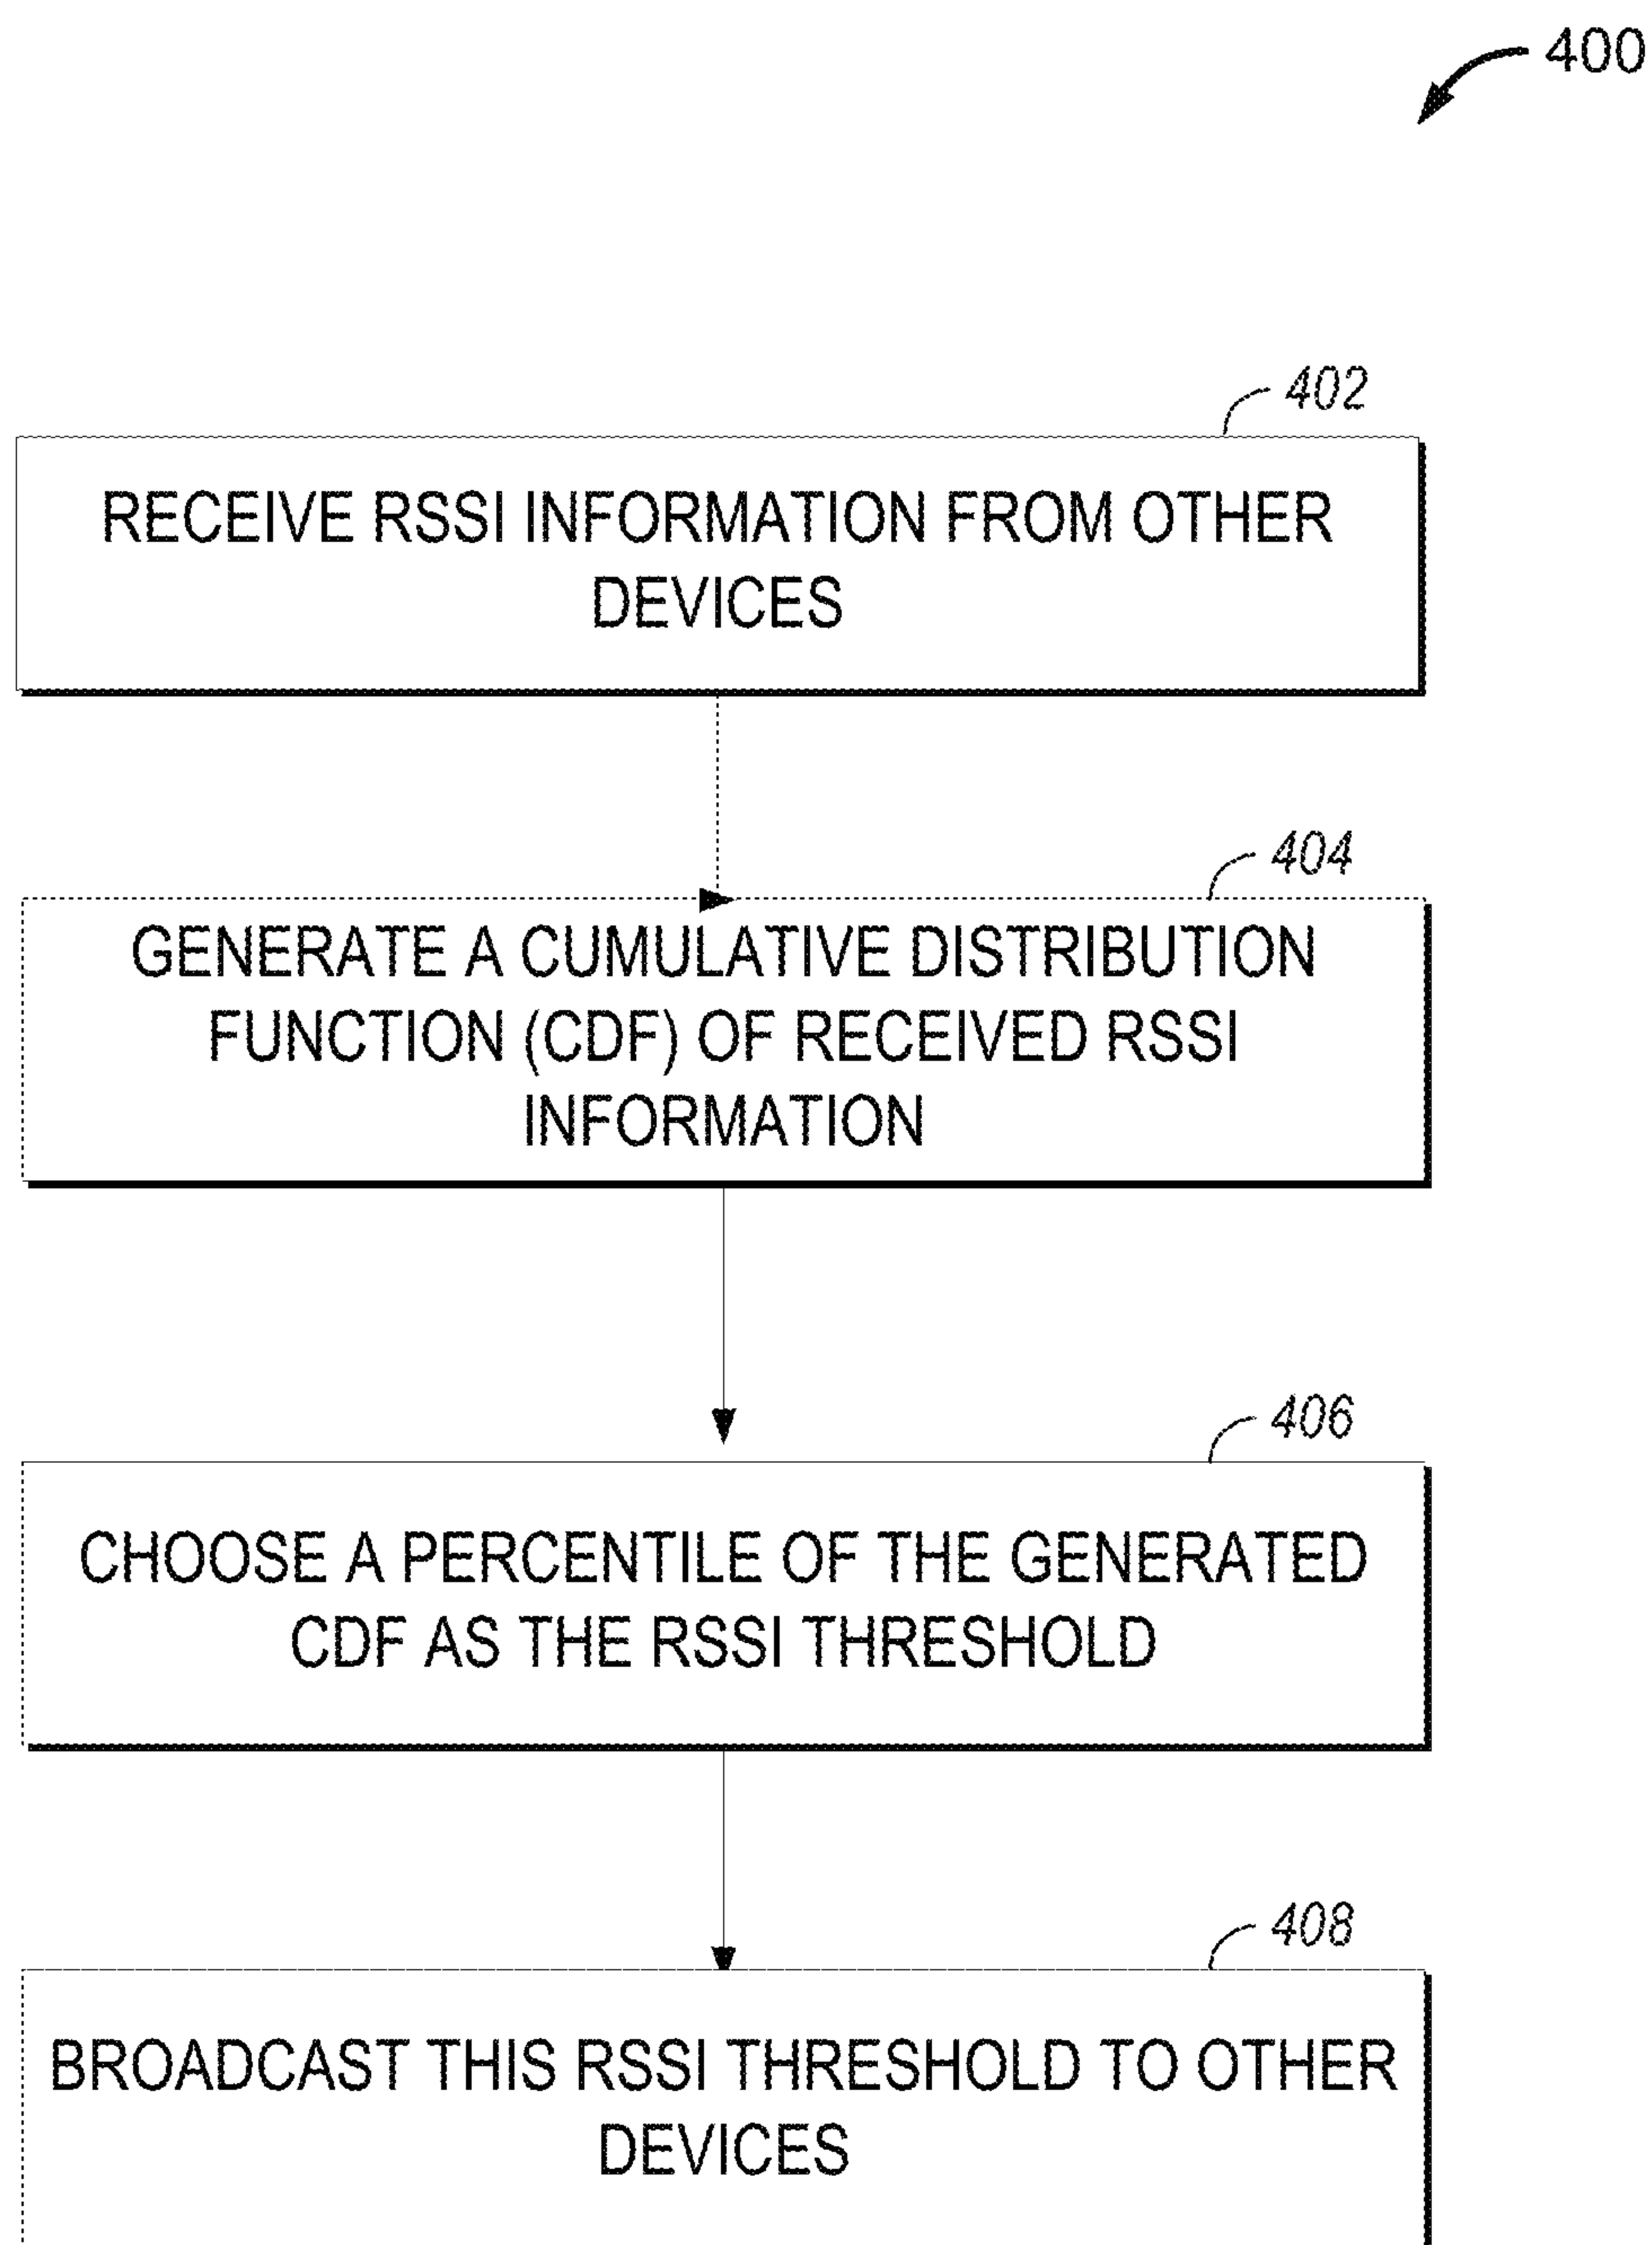 400
402
RECEIVE RSSI INFORMATION FROM OTHER
DEVICES
404
GENERATE A CUMULATIVE DISTRIBUTION
FUNCTION (CDF) OF RECEIVED RSSI
INFORMATION
406
CHOOSE A PERCENTILE OF THE GENERATED
CDF AS THE RSSI THRESHOLD
408
BROADCAST THIS RSSI THRESHOLD TO OTHER
DEVICES